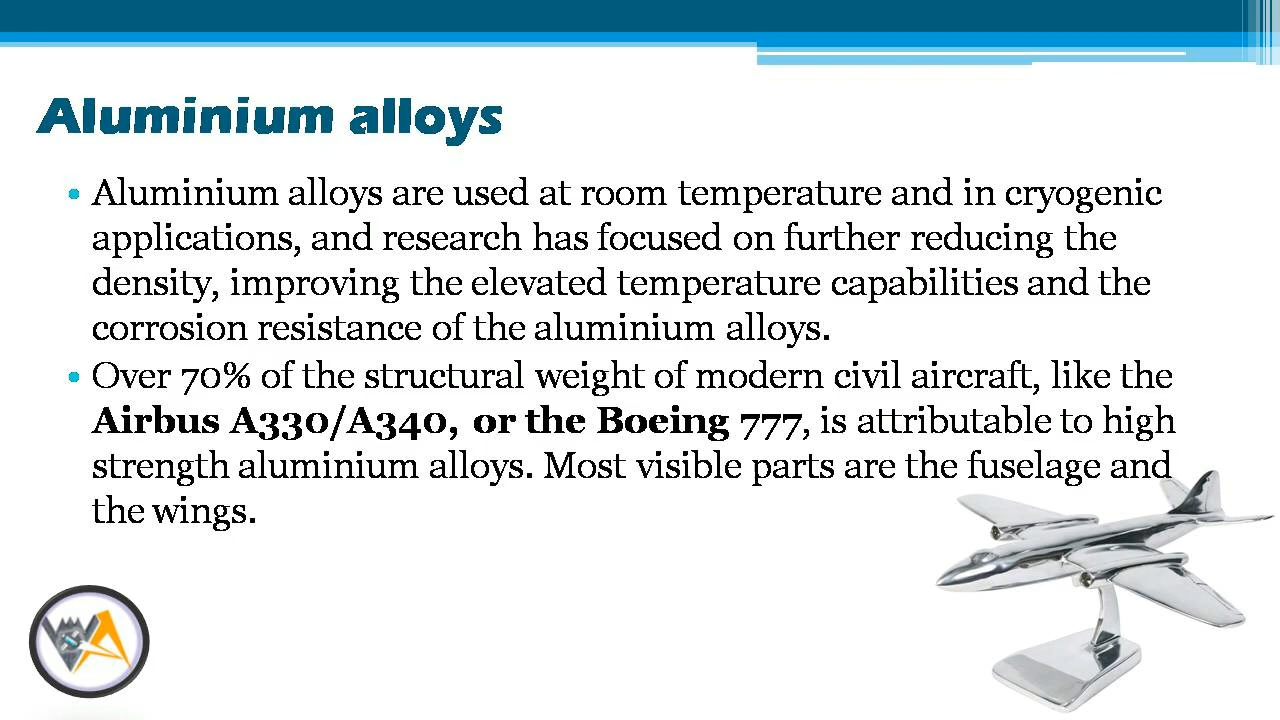 Aluminium alloys
• Aluminium alloys are used at room temperature and in cryogenic
applications, and research has focused on further reducing the
density, improving the elevated temperature capabilities and the
corrosion resistance of the aluminium alloys.
• Over 70% of the structural weight of modern civil aircraft, like the
Airbus A330/A340, or the Boeing 777, is attributable to high
strength aluminium alloys. Most visible parts are the fuselage and
the wings.